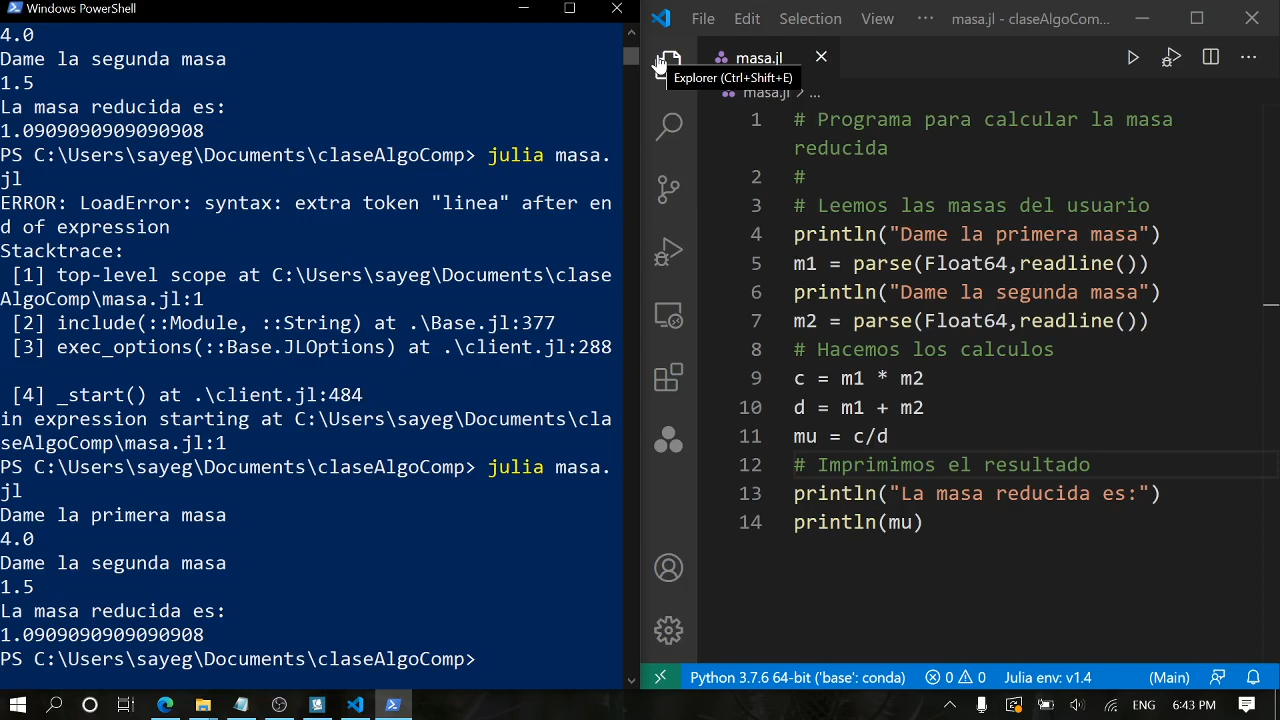 Windows PowerShell
4.0
Dame la segunda masa
1.5
La masa reducida es:
1.0909090909090908
PS C:\Users\sayeg\Documents\claseAlgoComp> julia masa.
jl
ERROR: LoadError: syntax: extra token "linea" after en
d of expression
Stacktrace:
[1] top-level scope at C:\Users\sayeg\Documents\clase
AlgoComp\masa.jl:1
[2] include(::Module, ::String) at .\Base.jl:377
[3] exec_options(::Base.JLOptions) at .\client.jl:288
[4] _start() at .\client.jl:484
in expression starting at C:\Users\sayeg\Documents\cla
seAlgoComp\masa.jl:1
PS C:\Users\sayeg\Documents\claseAlgoComp> julia masa.
jl
Dame la primera masa
4.0
Dame la segunda masa
1.5
La masa reducida es:
1.0909090909090908
PS C:\Users\sayeg\Documents\claseAlgoComp>
File Edit Selection View ··· masa.jl - claseAlgoCom...
masa.jl
Explorer (Ctrl+Shift+E)
masa.jl > ...
1 # Programa para calcular la masa
reducida
2 #
3 # Leemos las masas del usuario
4 println("Dame la primera masa")
5 m1 = parse(Float64,readline())
6 println("Dame la segunda masa")
7 m2 = parse(Float64,readline())
8 # Hacemos los calculos
9 c = m1 * m2
10 d = m1 + m2
11 mu = c/d
12 # Imprimimos el resultado
13 println("La masa reducida es:")
14 println(mu)
Python 3.7.6 64-bit ('base': conda) 0 0 Julia env: v1.4 (Main)
ENG 6:43 PM